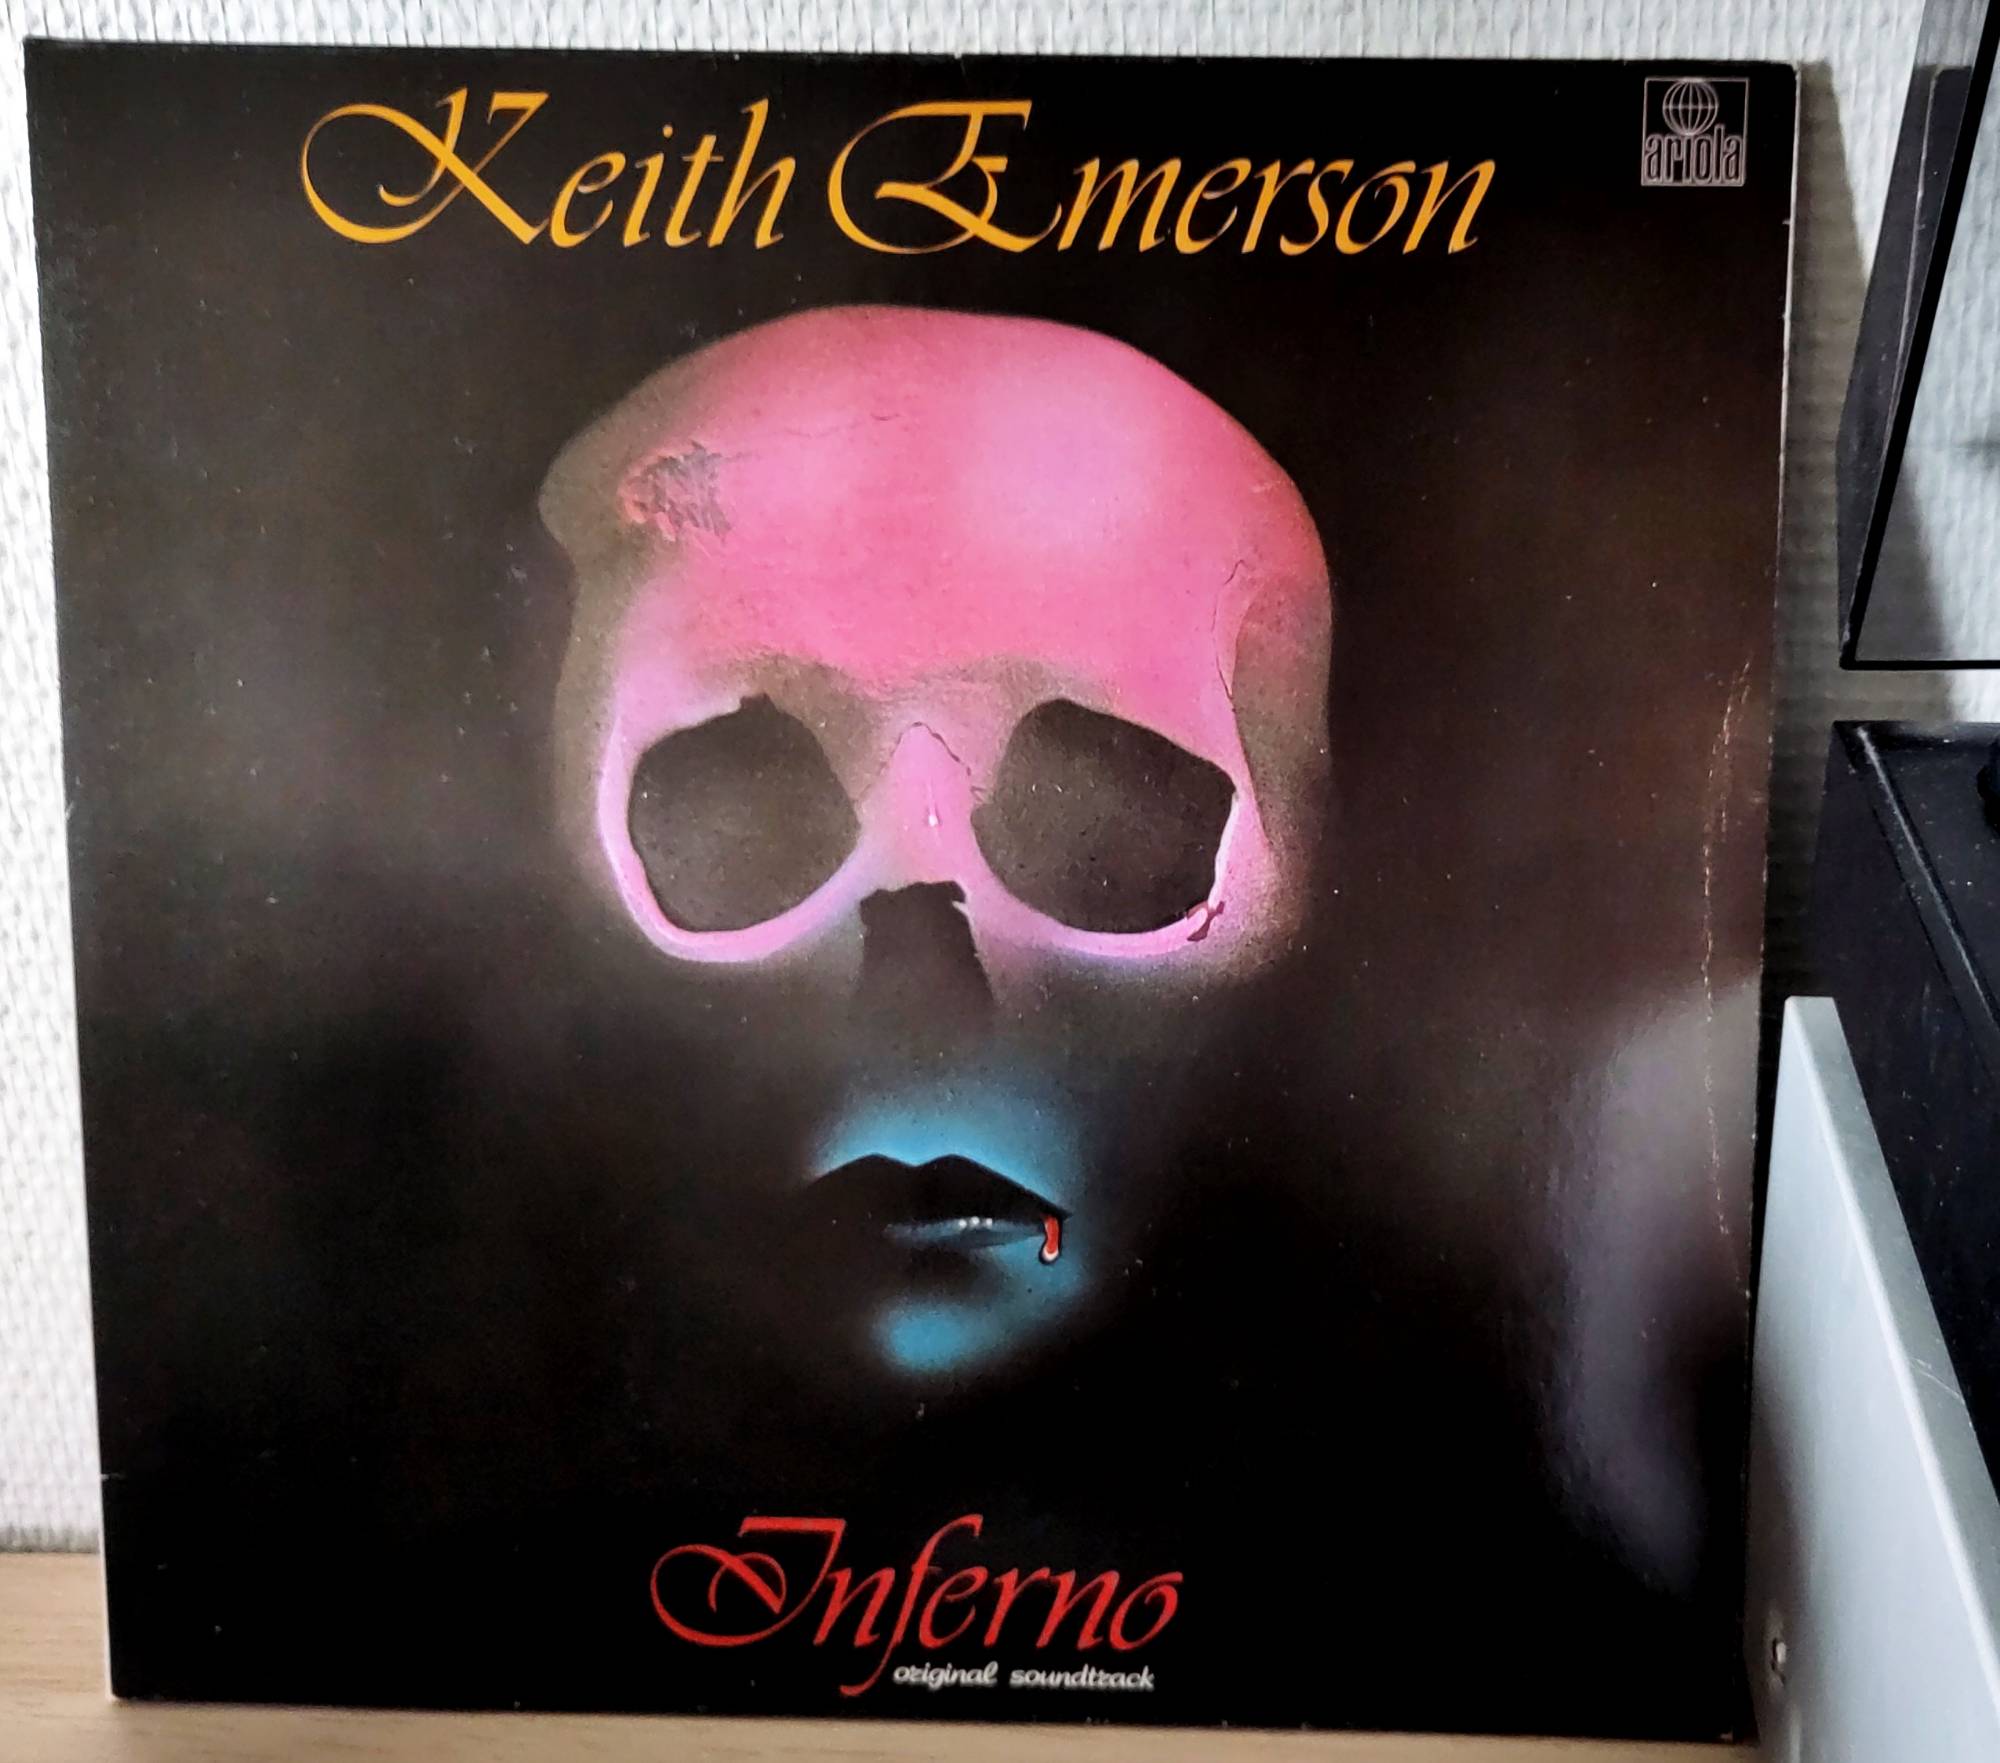 Keith Emerson
ariola
Inferno
original soundtrack